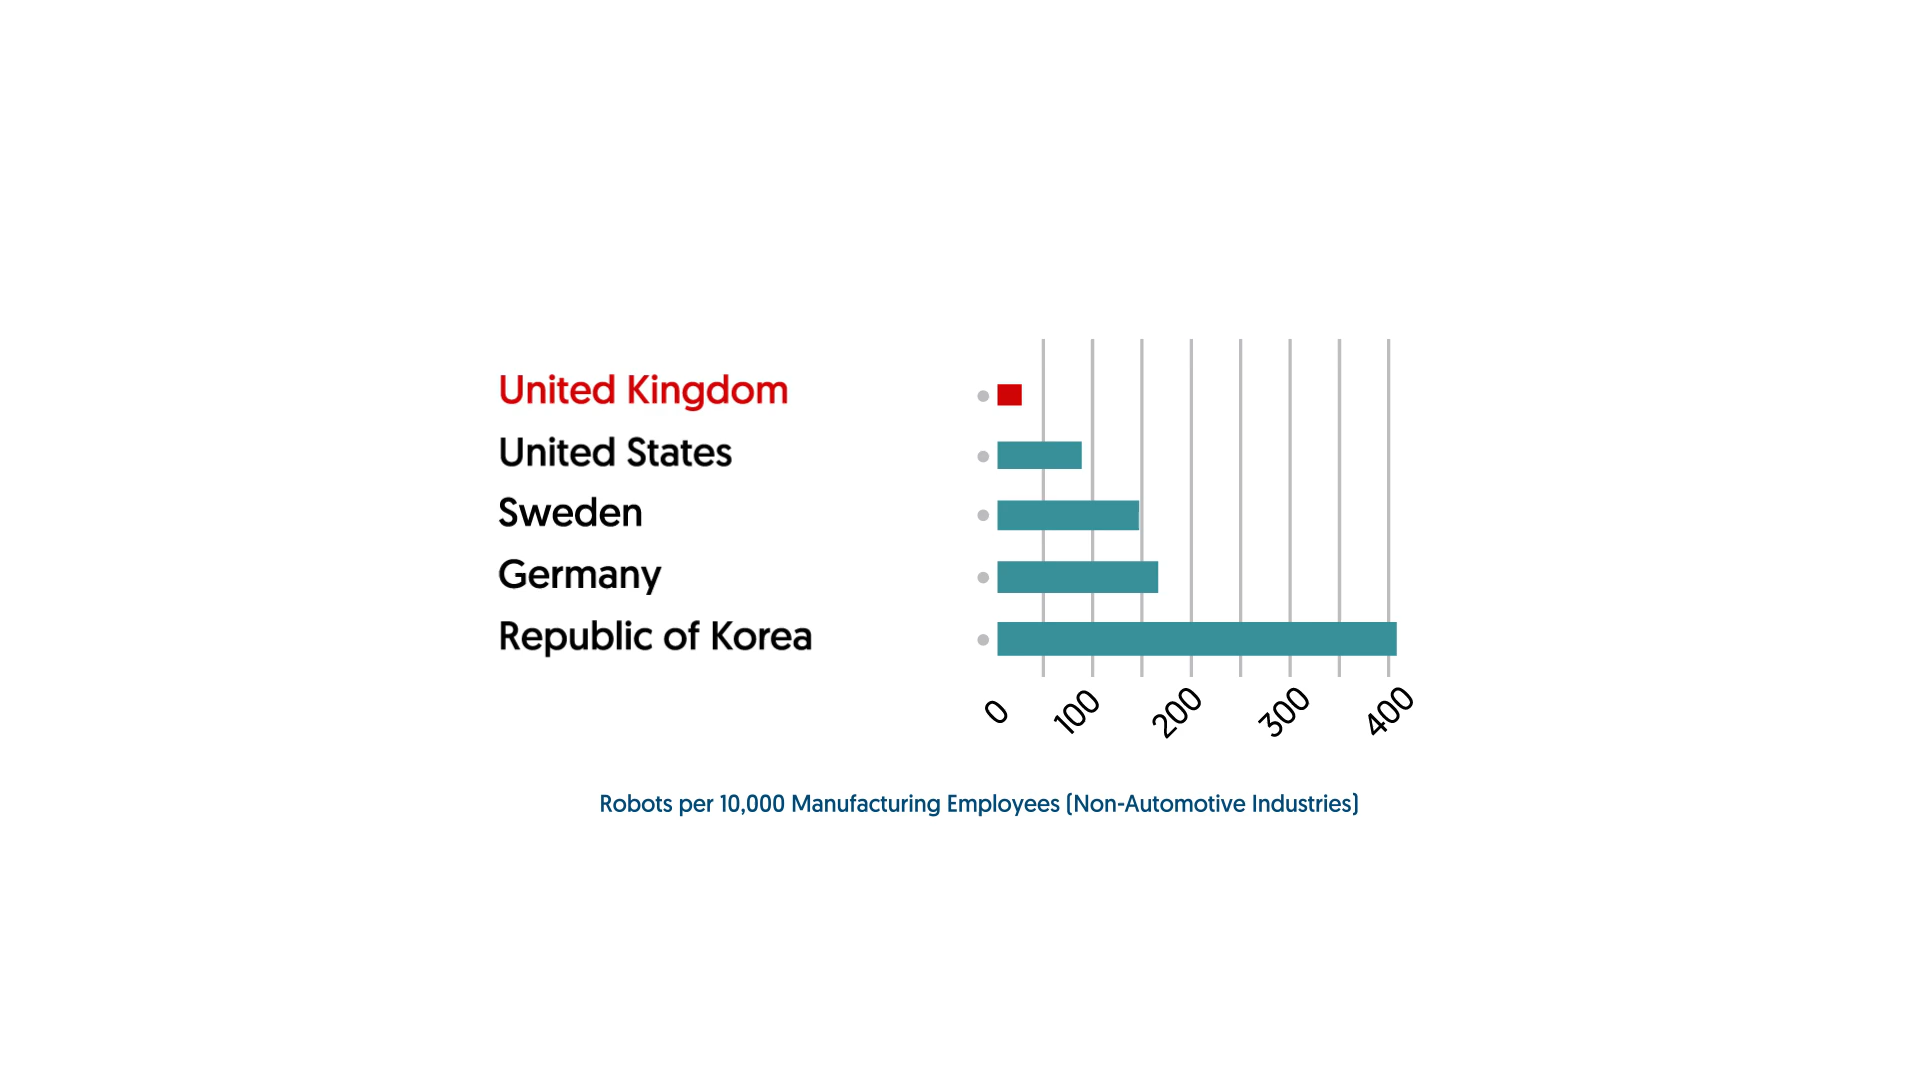 United Kingdom
United States
Sweden
Germany
Republic of Korea
0 100 200 300 400
Robots per 10,000 Manufacturing Employees (Non-Automotive Industries)